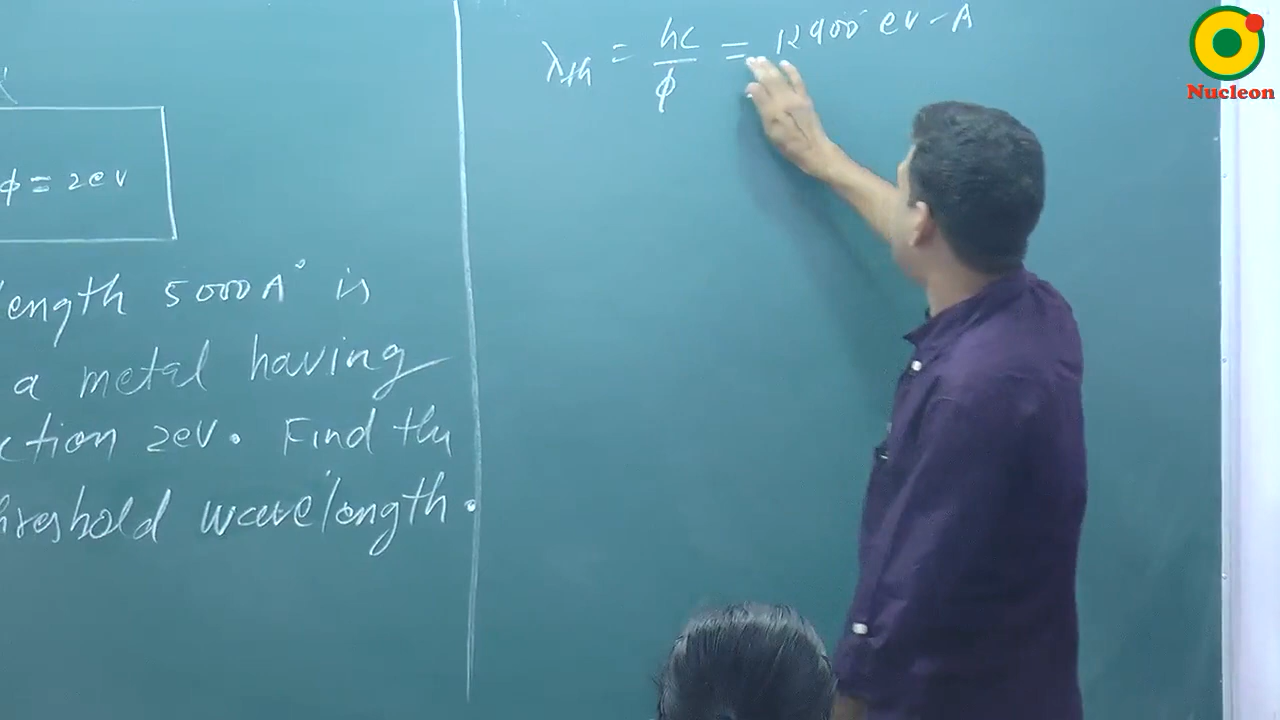 φ = 2ev
length 5000A° is
a metal having
ction 2ev. Find the
hreshold wavelength.
λth = hc/φ = 12400 ev-A
Nucleon